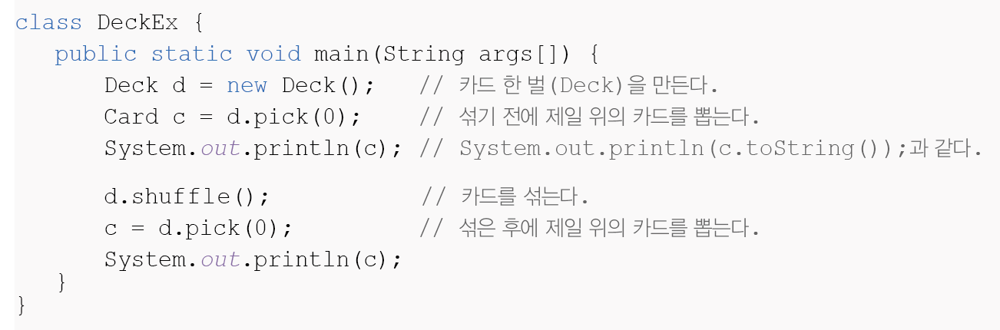 class DeckEx {
public static void main(String args[]) {
Deck d = new Deck(); // 카드 한 벌(Deck)을 만든다.
Card c = d.pick(0); // 섞기 전에 제일 위의 카드를 뽑는다.
System.out.println(c); // System.out.println(c.toString());과 같다.
d.shuffle(); // 카드를 섞는다.
c = d.pick(0); // 섞은 후에 제일 위의 카드를 뽑는다.
System.out.println(c);
}
}